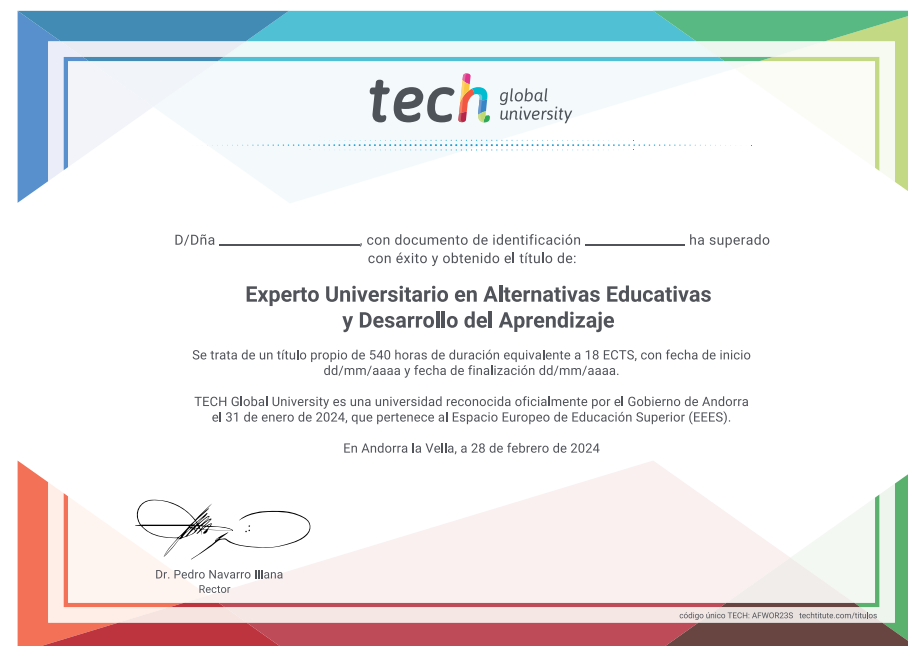 tech global university
D/Dña ____________________, con documento de identificación ______________ ha superado
con éxito y obtenido el título de:
Experto Universitario en Alternativas Educativas
y Desarrollo del Aprendizaje
Se trata de un título propio de 540 horas de duración equivalente a 18 ECTS, con fecha de inicio
dd/mm/aaaa y fecha de finalización dd/mm/aaaa.
TECH Global University es una universidad reconocida oficialmente por el Gobierno de Andorra
el 31 de enero de 2024, que pertenece al Espacio Europeo de Educación Superior (EEES).
En Andorra la Vella, a 28 de febrero de 2024
Dr. Pedro Navarro Illana
Rector
código único TECH: AFWOR23S techtitute.com/titulos